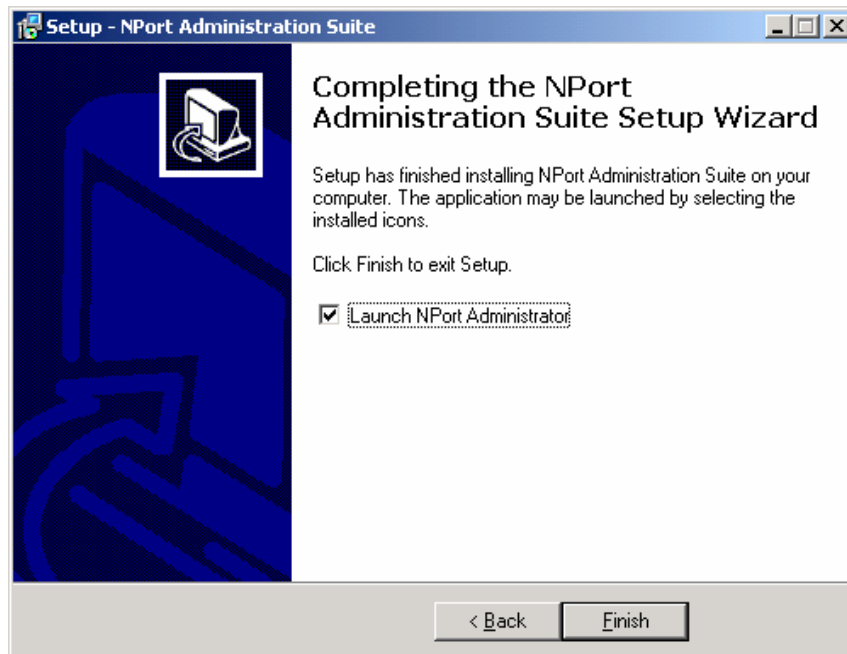 Setup - NPort Administration Suite
Completing the NPort
Administration Suite Setup Wizard
Setup has finished installing NPort Administration Suite on your
computer. The application may be launched by selecting the
installed icons.
Click Finish to exit Setup.
Launch NPort Administrator
< Back
Finish